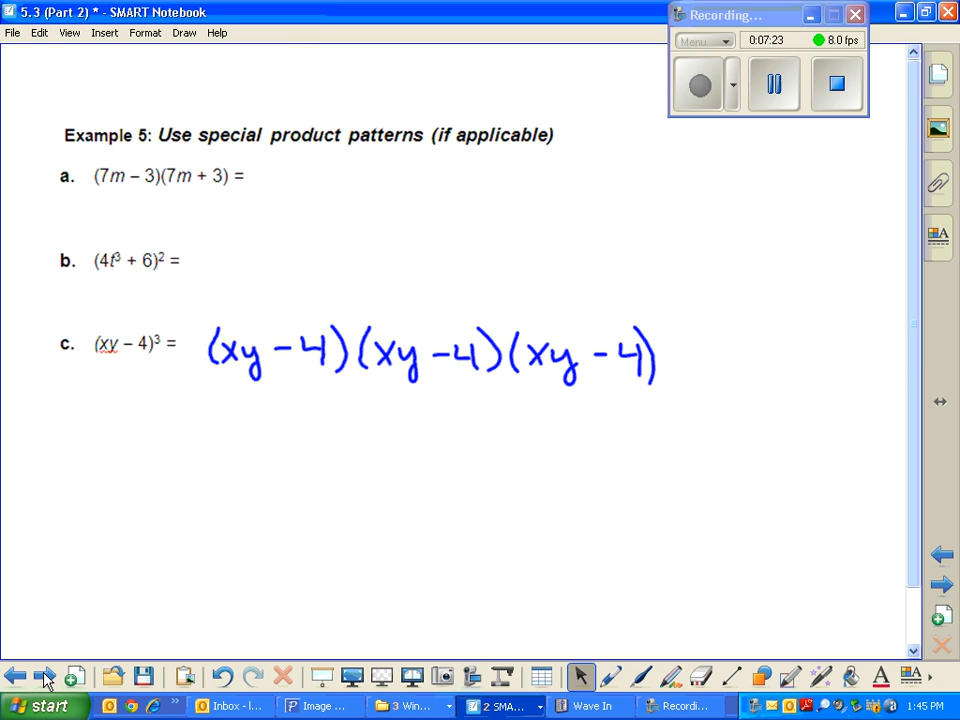 5.3 (Part 2) * - SMART Notebook
File Edit View Insert Format Draw Help
Recording...
Menu 0:07:23 8.0 fps
Example 5: Use special product patterns (if applicable)
a. (7m – 3)(7m + 3) =
b. (4t³ + 6)² =
c. (xy – 4)³ = (xy - 4)(xy - 4)(xy - 4)
start Inbox - l... Image ... 3 Win... 2 SMA... Wave In Recordi... 1:45 PM